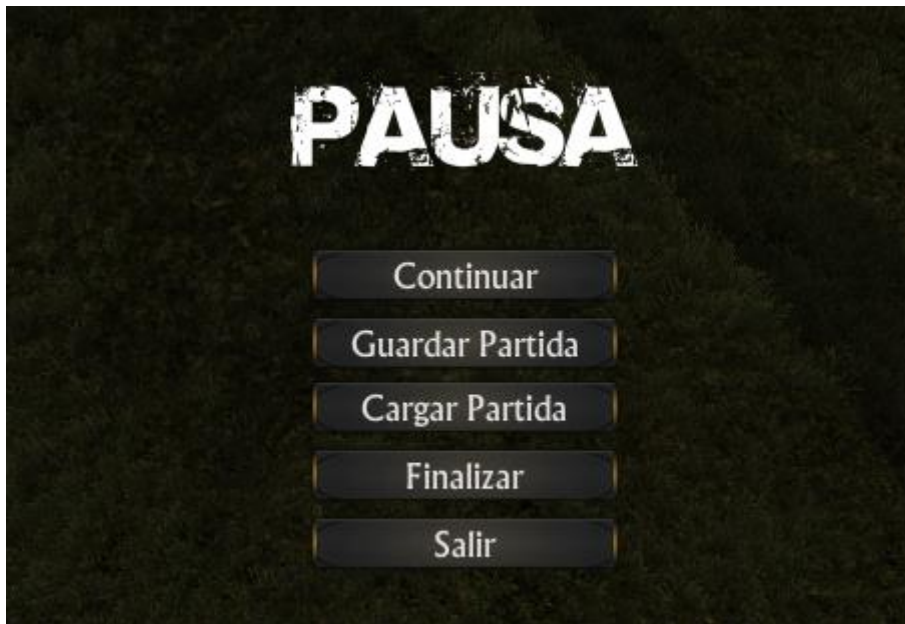 PAUSA
Continuar
Guardar Partida
Cargar Partida
Finalizar
Salir